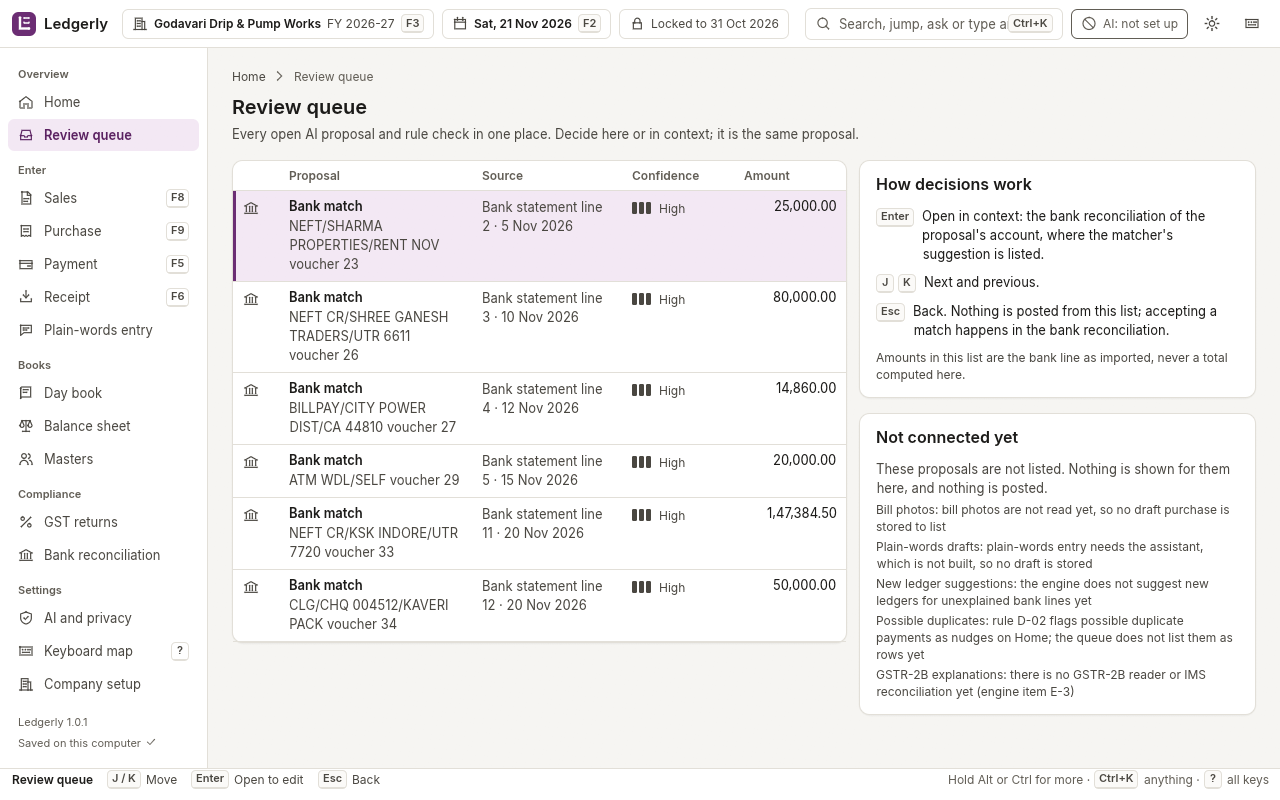 Ledgerly
Godavari Drip & Pump Works FY 2026-27 F3
Sat, 21 Nov 2026 F2
Locked to 31 Oct 2026
Search, jump, ask or type a Ctrl+K
AI: not set up
Overview
Home
Review queue
Enter
Sales F8
Purchase F9
Payment F5
Receipt F6
Plain-words entry
Books
Day book
Balance sheet
Masters
Compliance
GST returns
Bank reconciliation
Settings
AI and privacy
Keyboard map ?
Company setup
Ledgerly 1.0.1
Saved on this computer
Home Review queue
Review queue
Every open AI proposal and rule check in one place. Decide here or in context; it is the same proposal.
Proposal Source Confidence Amount
Bank match
NEFT/SHARMA
PROPERTIES/RENT NOV
voucher 23
Bank statement line
2 · 5 Nov 2026
High
25,000.00
Bank match
NEFT CR/SHREE GANESH
TRADERS/UTR 6611
voucher 26
Bank statement line
3 · 10 Nov 2026
High
80,000.00
Bank match
BILLPAY/CITY POWER
DIST/CA 44810 voucher 27
Bank statement line
4 · 12 Nov 2026
High
14,860.00
Bank match
ATM WDL/SELF voucher 29
Bank statement line
5 · 15 Nov 2026
High
20,000.00
Bank match
NEFT CR/KSK INDORE/UTR
7720 voucher 33
Bank statement line
11 · 20 Nov 2026
High
1,47,384.50
Bank match
CLG/CHQ 004512/KAVERI
PACK voucher 34
Bank statement line
12 · 20 Nov 2026
High
50,000.00
How decisions work
Enter Open in context: the bank reconciliation of the
proposal's account, where the matcher's
suggestion is listed.
J K Next and previous.
Esc Back. Nothing is posted from this list; accepting a
match happens in the bank reconciliation.
Amounts in this list are the bank line as imported, never a total
computed here.
Not connected yet
These proposals are not listed. Nothing is shown for them
here, and nothing is posted.
Bill photos: bill photos are not read yet, so no draft purchase is
stored to list
Plain-words drafts: plain-words entry needs the assistant,
which is not built, so no draft is stored
New ledger suggestions: the engine does not suggest new
ledgers for unexplained bank lines yet
Possible duplicates: rule D-02 flags possible duplicate
payments as nudges on Home; the queue does not list them as
rows yet
GSTR-2B explanations: there is no GSTR-2B reader or IMS
reconciliation yet (engine item E-3)
Review queue J / K Move Enter Open to edit Esc Back
Hold Alt or Ctrl for more · Ctrl+K anything · ? all keys